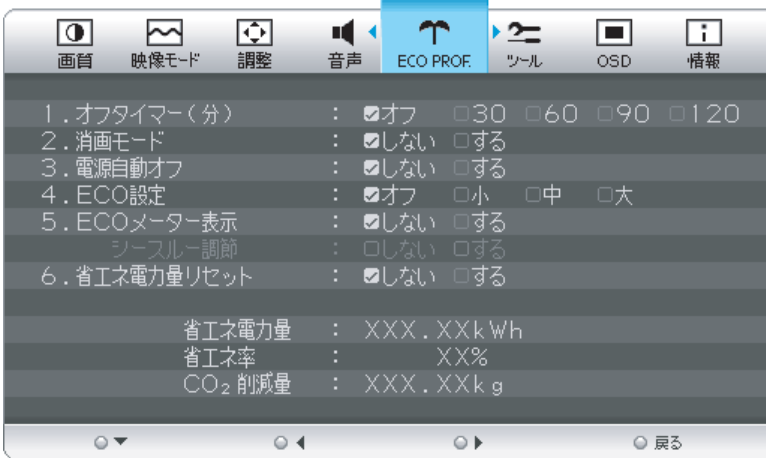 画質 映像モード 調整 音声 ECO PROF. ツール OSD 情報
1.オフタイマー(分) : オフ 30 60 90 120
2.消画モード : しない する
3.電源自動オフ : しない する
4.ECO設定 : オフ 小 中 大
5.ECOメーター表示 : しない する
シースルー調節 : しない する
6.省エネ電力量リセット : しない する
省エネ電力量 : XXX.XXkWh
省エネ率 : XX%
CO₂削減量 : XXX.XXkg
戻る